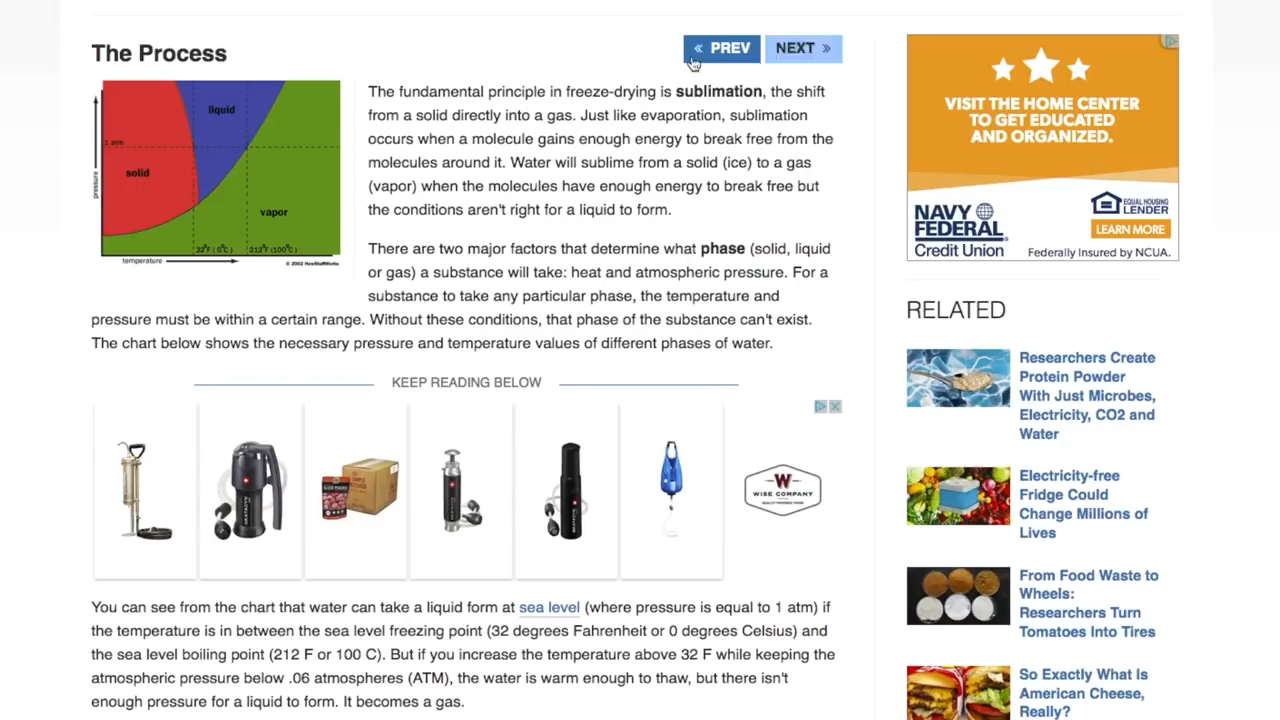 The Process
« PREV
NEXT »
liquid
1 atm
solid
pressure
vapor
32°F ( 0°C )
212°F (100°C )
temperature
© 2002 HowStuffWorks
The fundamental principle in freeze-drying is sublimation, the shift
from a solid directly into a gas. Just like evaporation, sublimation
occurs when a molecule gains enough energy to break free from the
molecules around it. Water will sublime from a solid (ice) to a gas
(vapor) when the molecules have enough energy to break free but
the conditions aren't right for a liquid to form.
There are two major factors that determine what phase (solid, liquid
or gas) a substance will take: heat and atmospheric pressure. For a
substance to take any particular phase, the temperature and
pressure must be within a certain range. Without these conditions, that phase of the substance can't exist.
The chart below shows the necessary pressure and temperature values of different phases of water.
KEEP READING BELOW
W
WISE COMPANY
You can see from the chart that water can take a liquid form at sea level (where pressure is equal to 1 atm) if
the temperature is in between the sea level freezing point (32 degrees Fahrenheit or 0 degrees Celsius) and
the sea level boiling point (212 F or 100 C). But if you increase the temperature above 32 F while keeping the
atmospheric pressure below .06 atmospheres (ATM), the water is warm enough to thaw, but there isn't
enough pressure for a liquid to form. It becomes a gas.
VISIT THE HOME CENTER
TO GET EDUCATED
AND ORGANIZED.
NAVY
FEDERAL
Credit Union
EQUAL HOUSING
LENDER
LEARN MORE
Federally Insured by NCUA.
RELATED
Researchers Create
Protein Powder
With Just Microbes,
Electricity, CO2 and
Water
Electricity-free
Fridge Could
Change Millions of
Lives
From Food Waste to
Wheels:
Researchers Turn
Tomatoes Into Tires
So Exactly What Is
American Cheese,
Really?